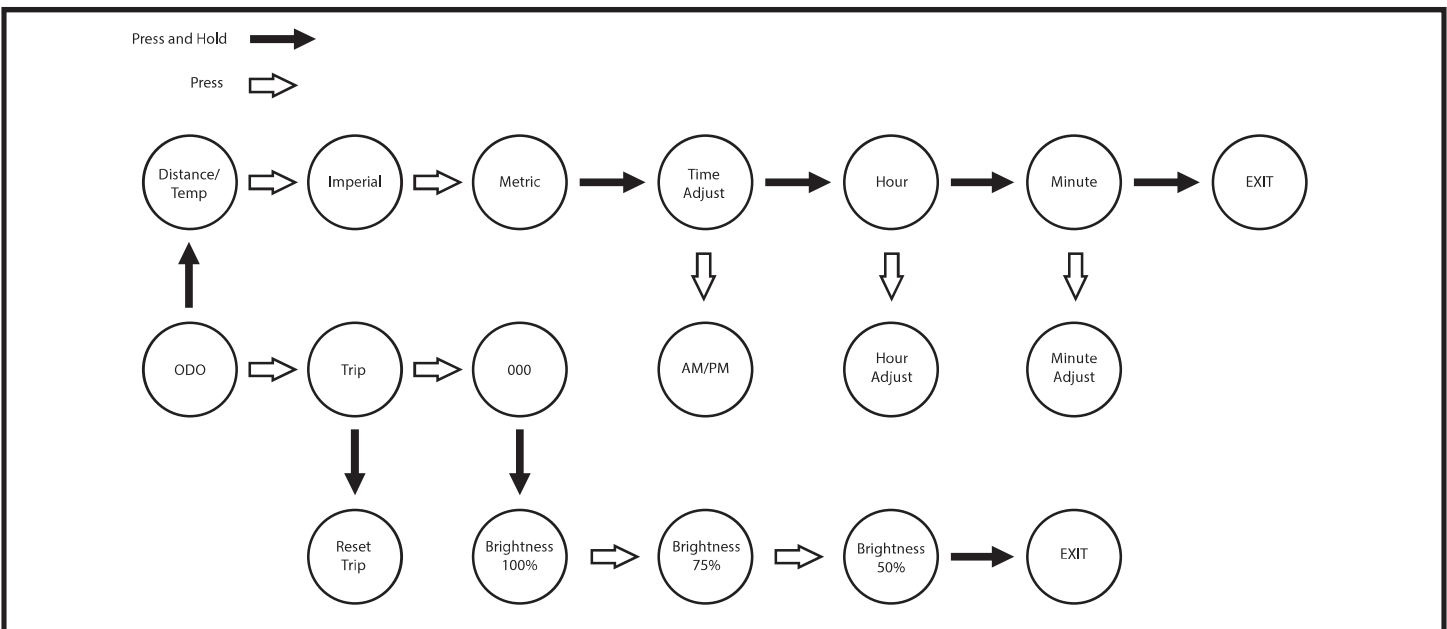 Press and Hold
Press
Distance/
Temp
Imperial
Metric
Time
Adjust
Hour
Minute
EXIT
ODO
Trip
000
AM/PM
Hour
Adjust
Minute
Adjust
Reset
Trip
Brightness
100%
Brightness
75%
Brightness
50%
EXIT